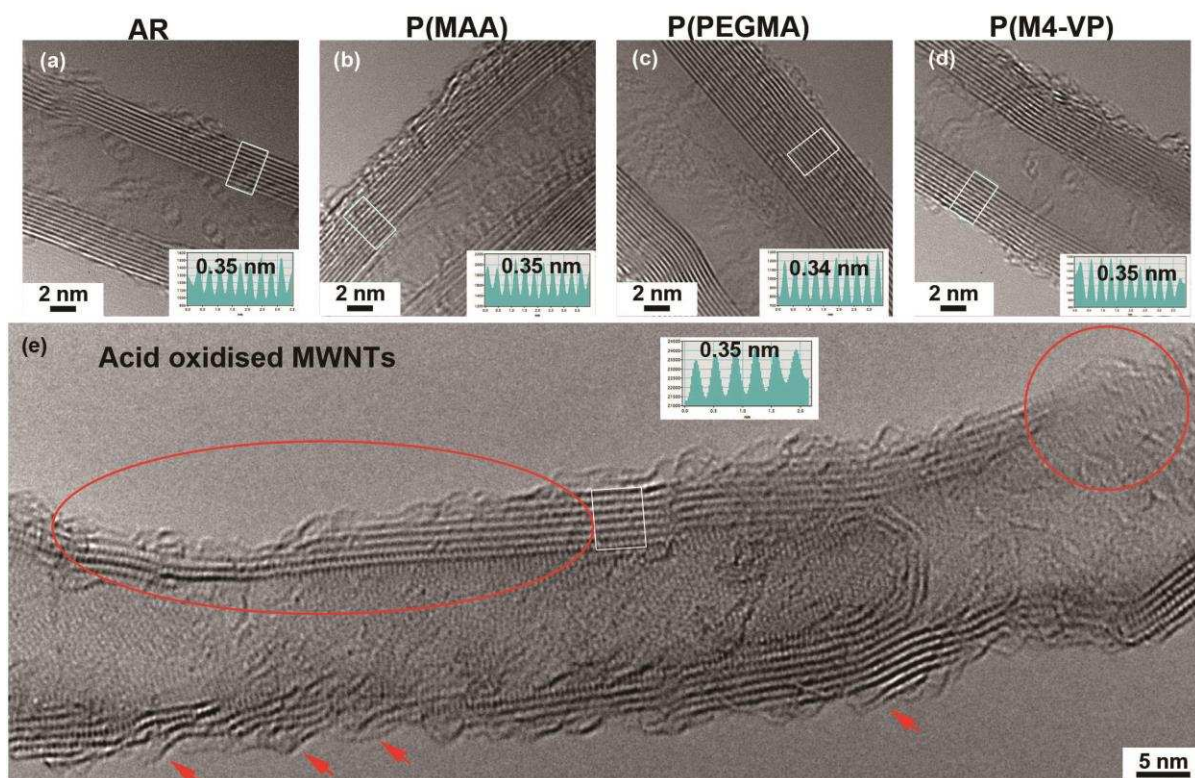 AR
P(MAA)
P(PEGMA)
P(M4-VP)
(a)
(b)
(c)
(d)
0.35 nm
0.35 nm
0.34 nm
0.35 nm
2 nm
2 nm
2 nm
2 nm
(e)
Acid oxidised MWNTs
0.35 nm
5 nm